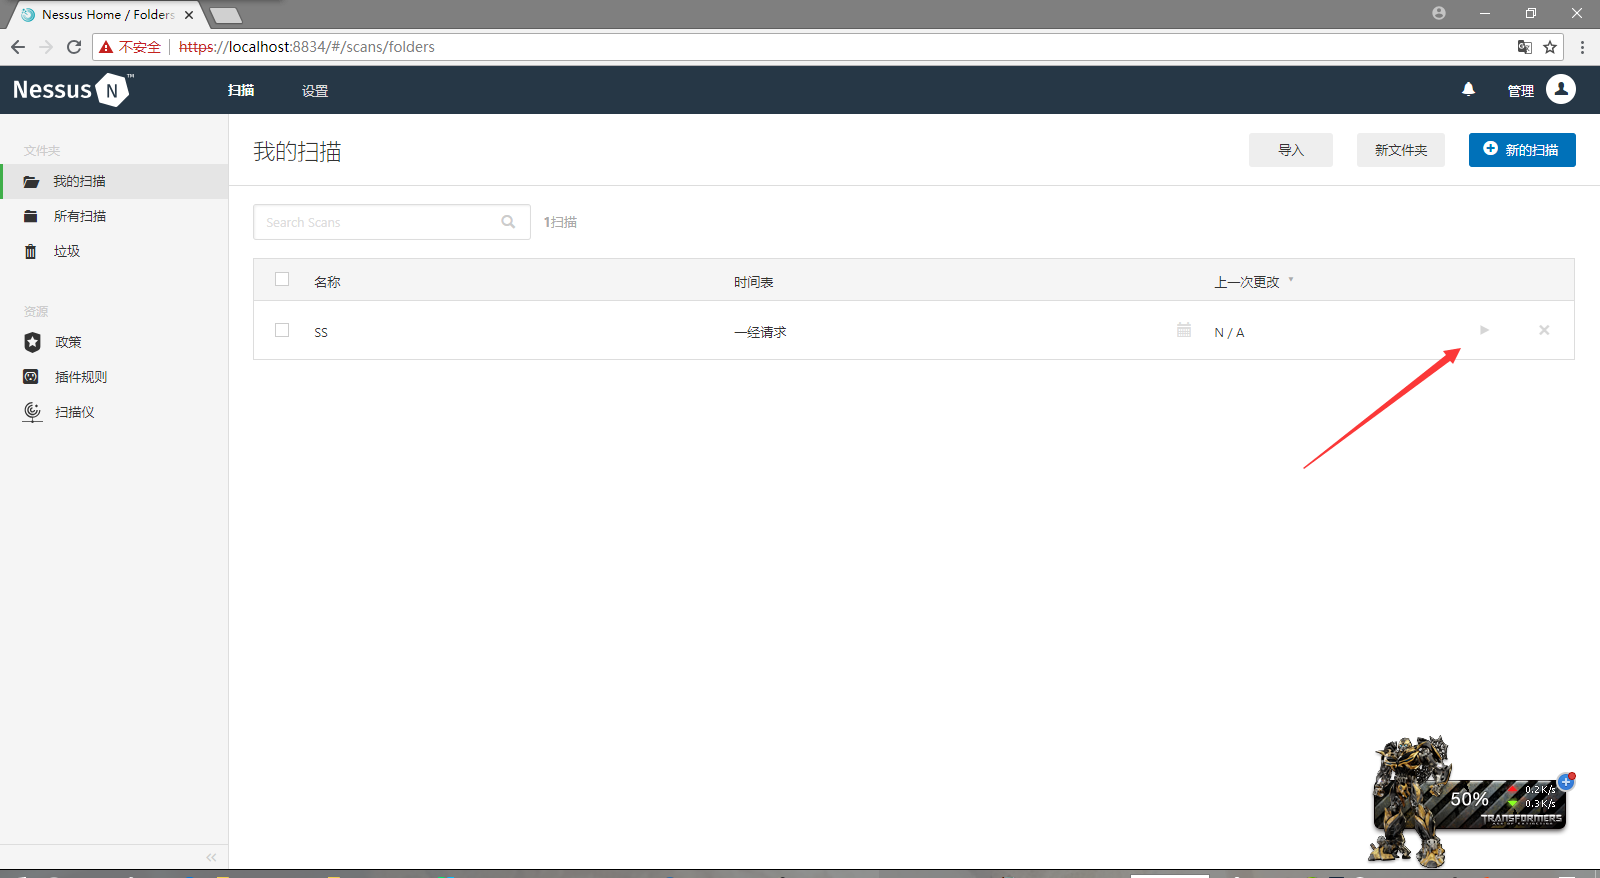 Nessus Home / Folders
不安全 https://localhost:8834/#/scans/folders
Nessus N ™
扫描 设置 管理
文件夹
我的扫描
所有扫描
垃圾
资源
政策
插件规则
扫描仪
我的扫描
导入 新文件夹 新的扫描
Search Scans
1扫描
名称 时间表 上一次更改
SS 一经请求 N / A
50% 0.2K/s
0.3K/s
TRANSFORMERS